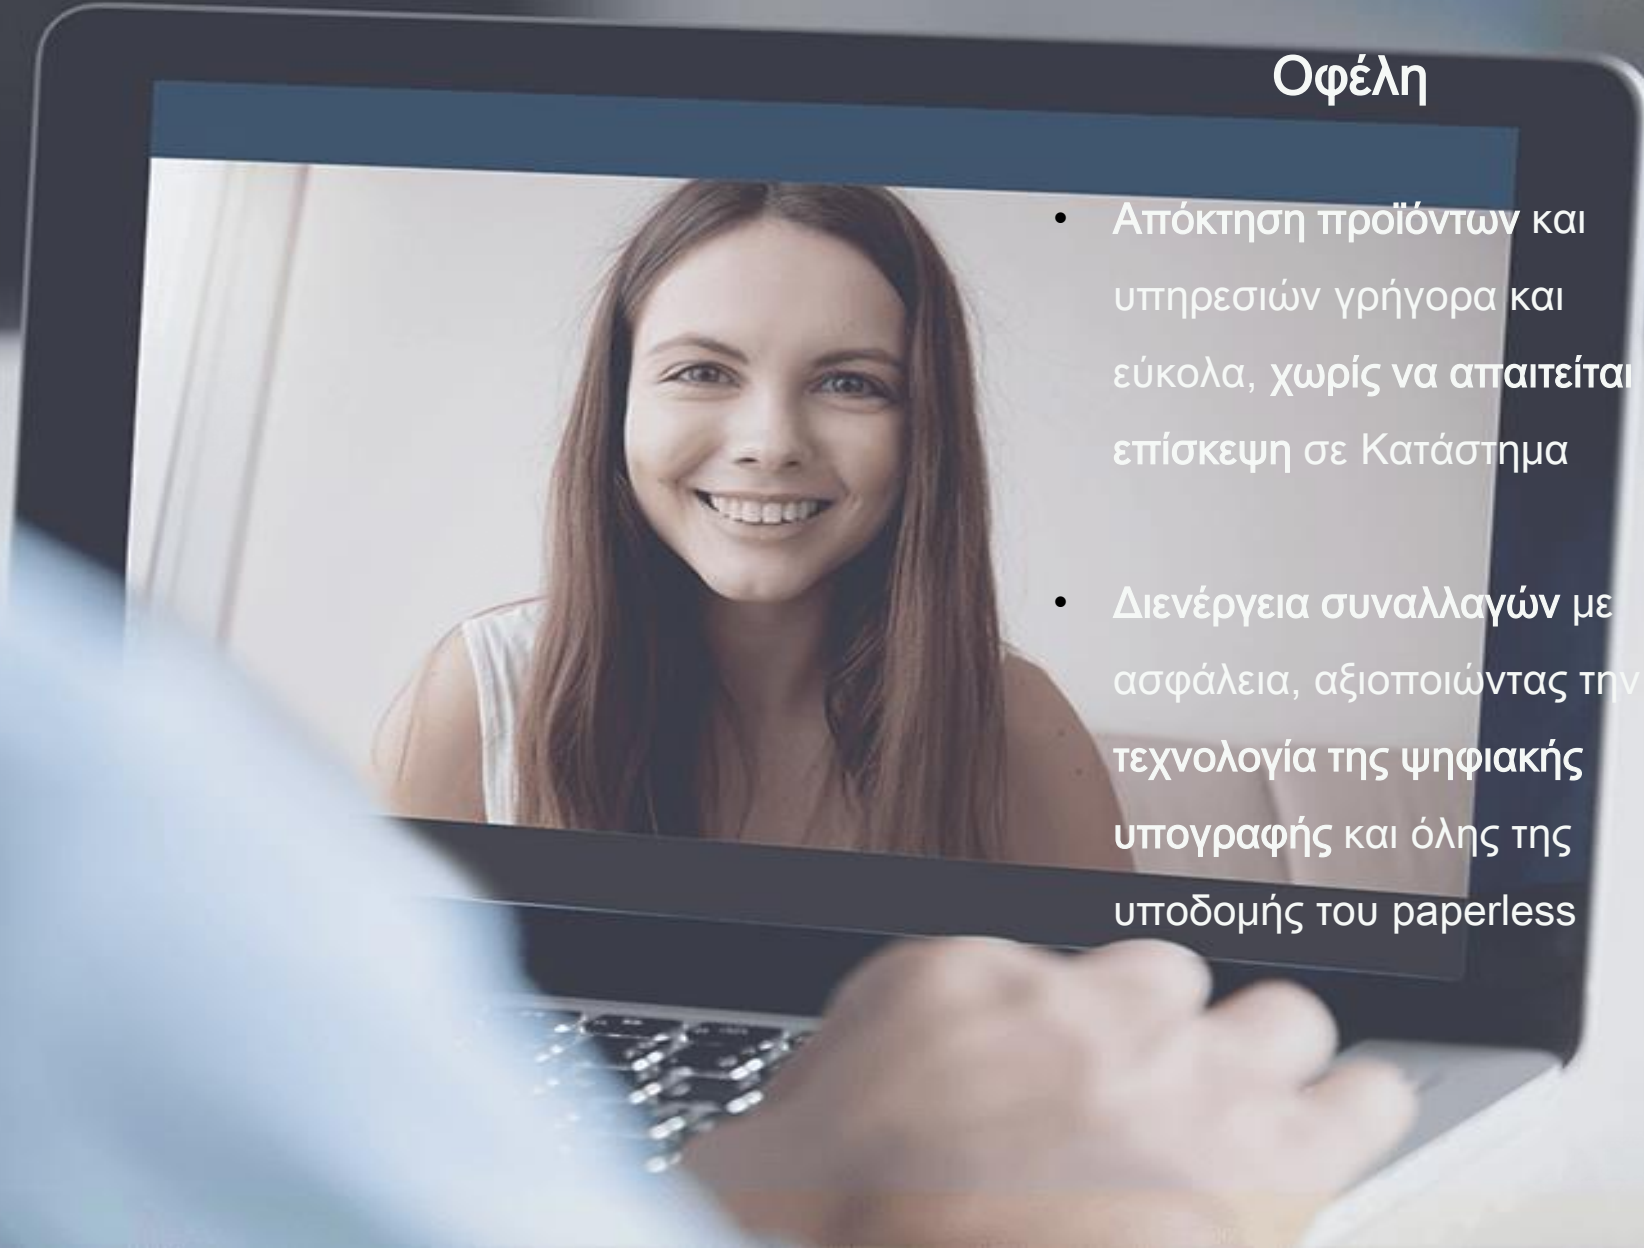 Οφέλη
• Απόκτηση προϊόντων και
υπηρεσιών γρήγορα και
εύκολα, χωρίς να απαιτείται
επίσκεψη σε Κατάστημα
• Διενέργεια συναλλαγών με
ασφάλεια, αξιοποιώντας την
τεχνολογία της ψηφιακής
υπογραφής και όλης της
υποδομής του paperless